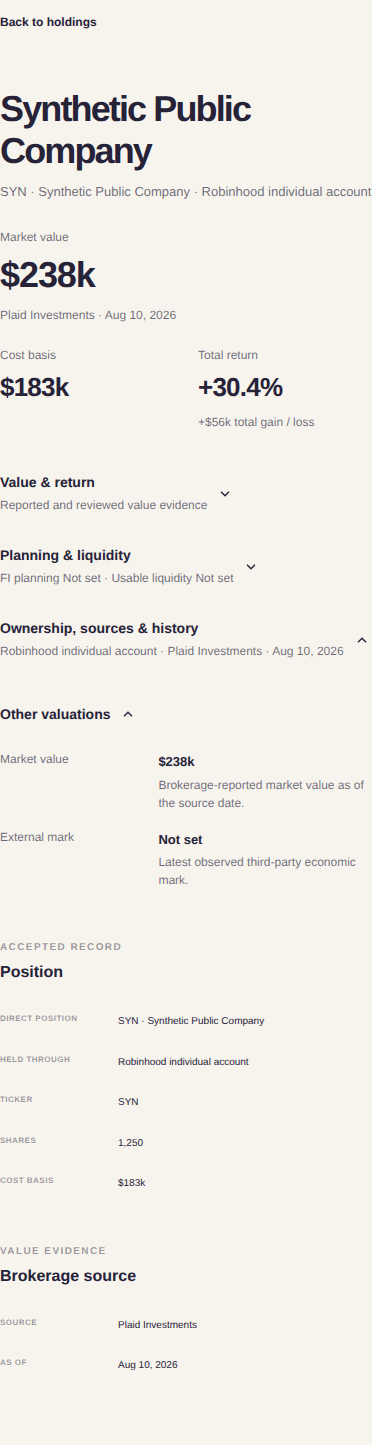 Back to holdings
Synthetic Public
Company
SYN · Synthetic Public Company · Robinhood individual account
Market value
$238k
Plaid Investments · Aug 10, 2026
Cost basis
Total return
$183k
+30.4%
+$56k total gain / loss
Value & return
Reported and reviewed value evidence
Planning & liquidity
FI planning Not set · Usable liquidity Not set
Ownership, sources & history
Robinhood individual account · Plaid Investments · Aug 10, 2026
Other valuations
Market value
$238k
Brokerage-reported market value as of
the source date.
External mark
Not set
Latest observed third-party economic
mark.
ACCEPTED RECORD
Position
DIRECT POSITION
SYN · Synthetic Public Company
HELD THROUGH
Robinhood individual account
TICKER
SYN
SHARES
1,250
COST BASIS
$183k
VALUE EVIDENCE
Brokerage source
SOURCE
Plaid Investments
AS OF
Aug 10, 2026